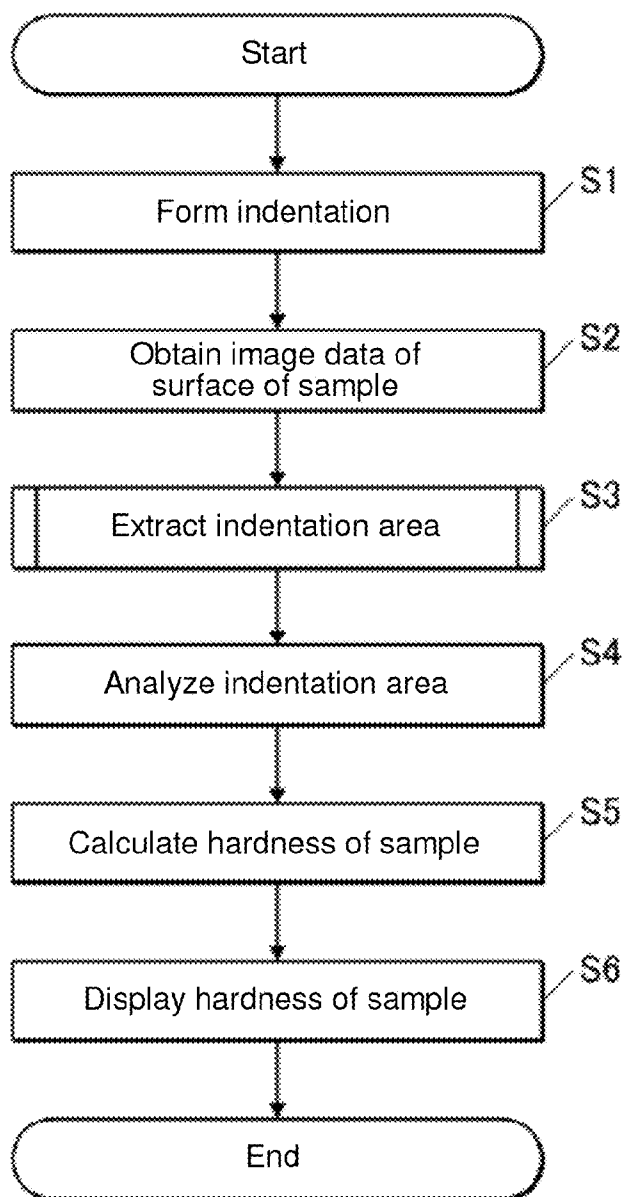 Start
S1
Form indentation
S2
Obtain image data of
surface of sample
S3
Extract indentation area
S4
Analyze indentation area
S5
Calculate hardness of sample
S6
Display hardness of sample
End